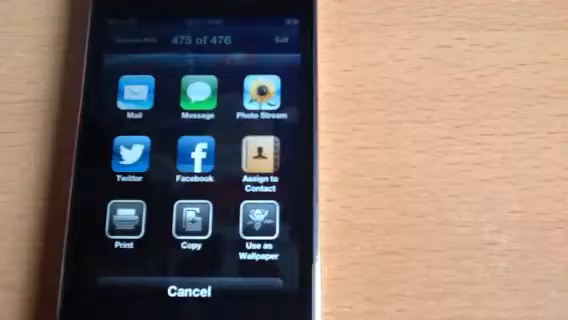 475 of 476
Edit
Mail
Message
Photo Stream
Twitter
Facebook
Assign to
Contact
Print
Copy
Use as
Wallpaper
Cancel